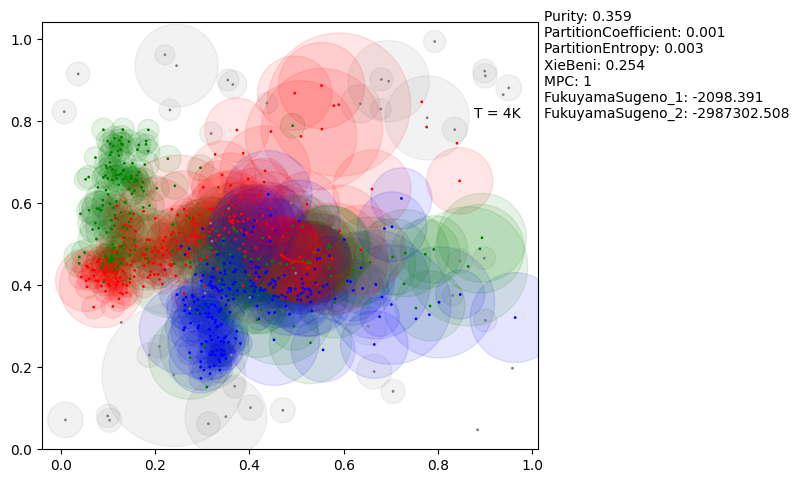 Purity: 0.359
PartitionCoefficient: 0.001
PartitionEntropy: 0.003
XieBeni: 0.254
MPC: 1
FukuyamaSugeno_1: -2098.391
FukuyamaSugeno_2: -2987302.508
T = 4K
1.0
0.8
0.6
0.4
0.2
0.0
0.0 0.2 0.4 0.6 0.8 1.0